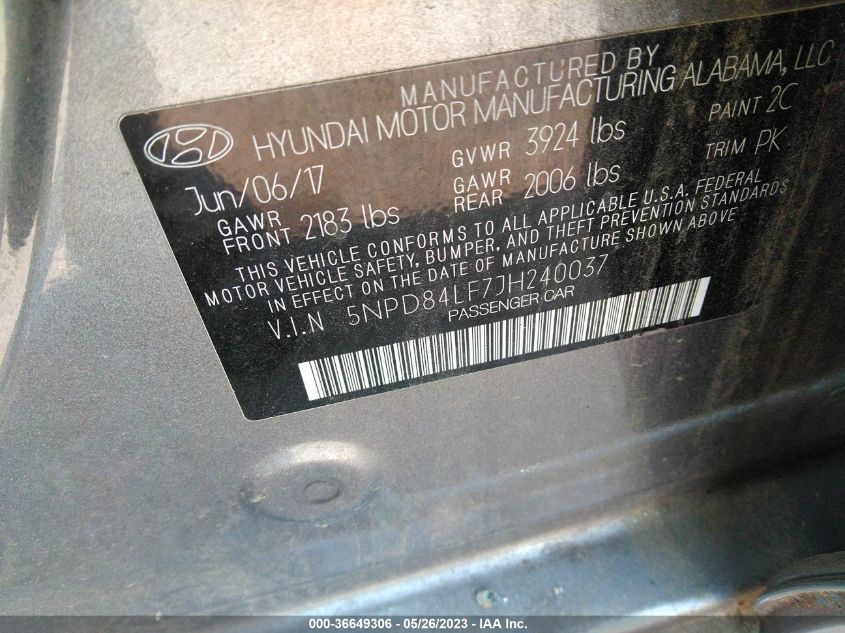 MANUFACTURED BY
HYUNDAI MOTOR MANUFACTURING ALABAMA, LLC
Jun/06/17 GVWR 3924 lbs PAINT 2C
GAWR FRONT 2183 lbs GAWR REAR 2006 lbs TRIM PK
THIS VEHICLE CONFORMS TO ALL APPLICABLE U.S.A. FEDERAL
MOTOR VEHICLE SAFETY, BUMPER, AND THEFT PREVENTION STANDARDS
IN EFFECT ON THE DATE OF MANUFACTURE SHOWN ABOVE
V.I.N 5NPD84LF7JH240037
PASSENGER CAR
000-36649306 - 05/26/2023 - IAA Inc.